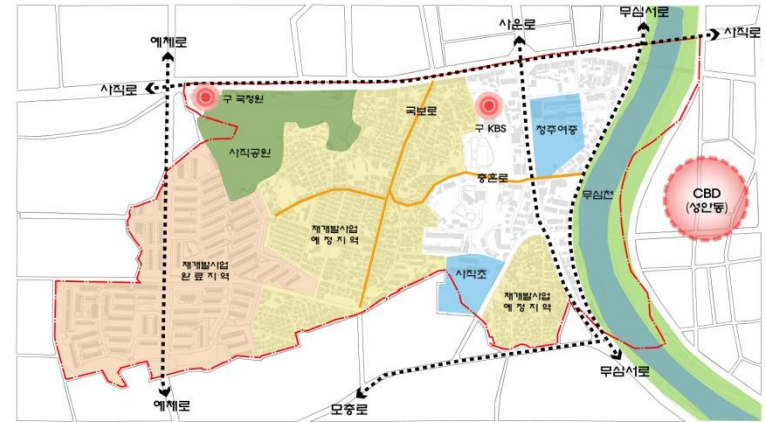 무심서로
사운로
사직로
예체로
사직로
구 국정원
국보로
구 KBS
청주여중
사직공원
충혼로
무심천
CBD
(성안동)
재개발사업
예정지역
재개발사업
완료지역
사직초
재개발사업
예정지역
무심서로
예체로
모충로